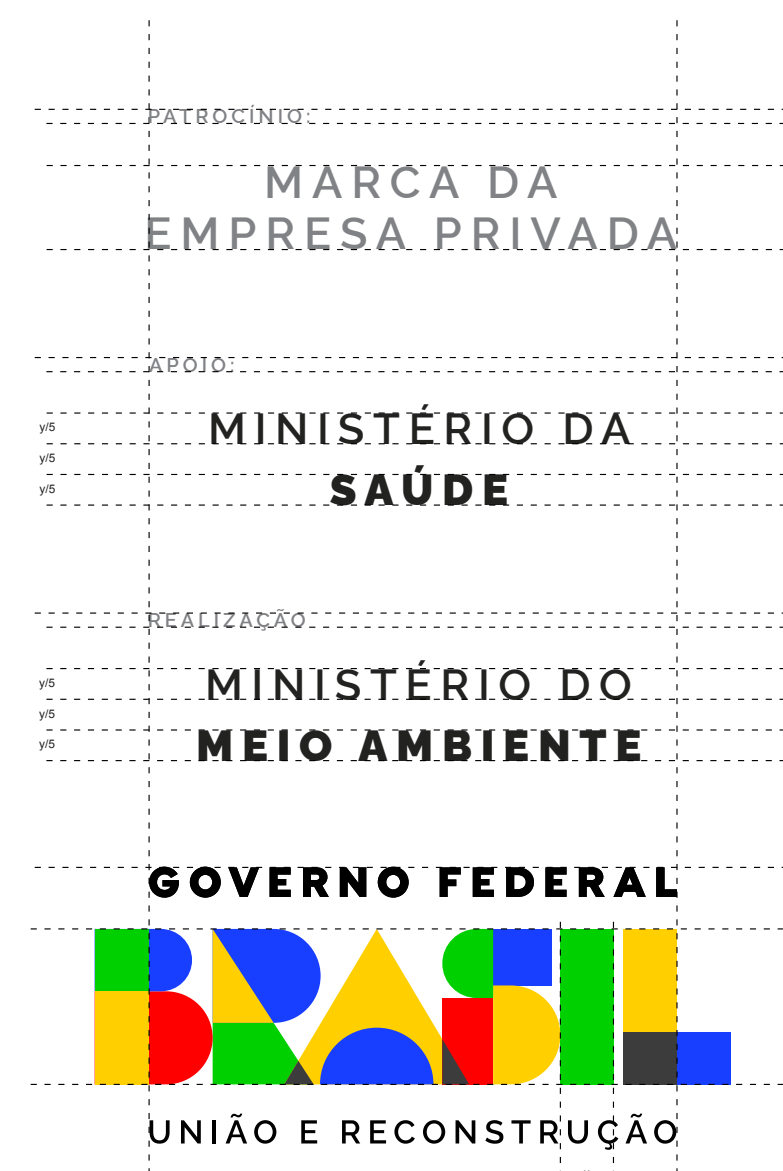 PATROCÍNIO:
MARCA DA
EMPRESA PRIVADA
APOIO:
y/5
MINISTÉRIO DA
y/5
y/5
SAÚDE
REALIZAÇÃO
y/5
MINISTÉRIO DO
y/5
y/5
MEIO AMBIENTE
GOVERNO FEDERAL
BRASIL
UNIÃO E RECONSTRUÇÃO